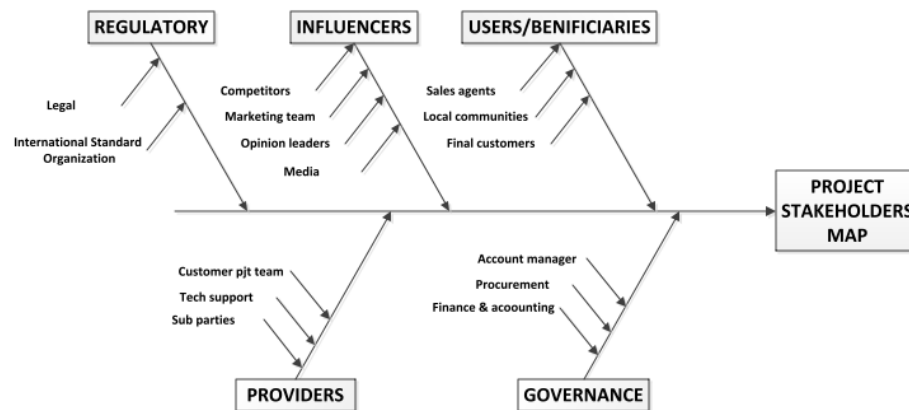 REGULATORY
INFLUENCERS
USERS/BENIFICIARIES
Legal
International Standard
Organization
Competitors
Marketing team
Opinion leaders
Media
Sales agents
Local communities
Final customers
PROJECT
STAKEHOLDERS
MAP
Customer pjt team
Tech support
Sub parties
Account manager
Procurement
Finance & acoounting
PROVIDERS
GOVERNANCE